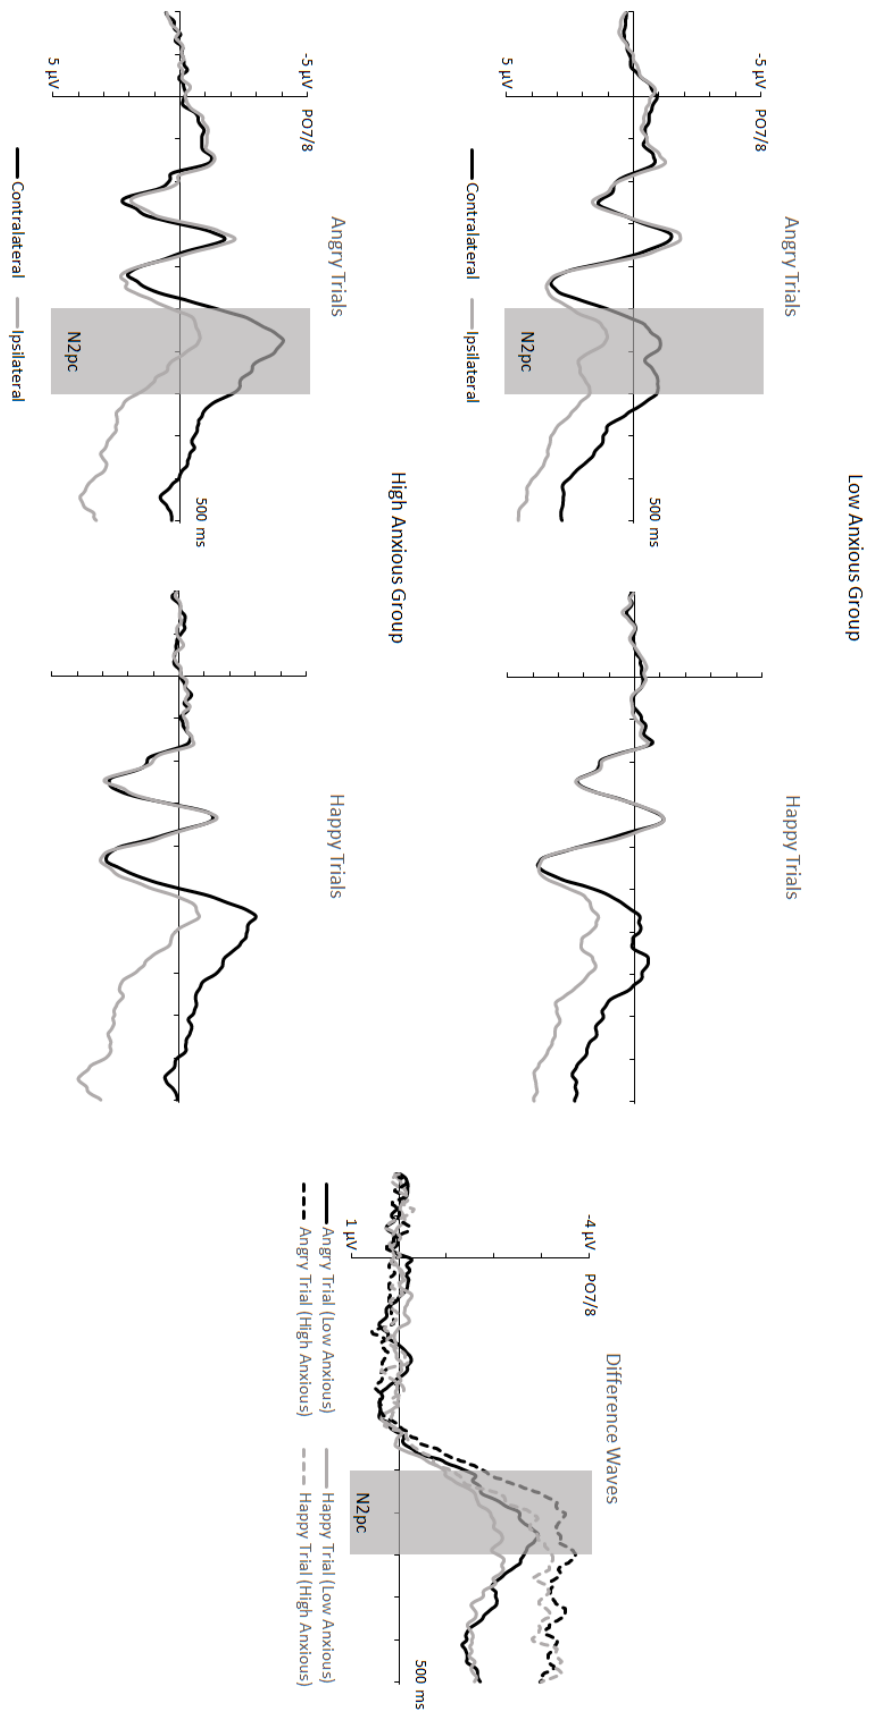 Low Anxious Group
Angry Trials
Happy Trials
-5 µV
PO7/8
5 µV
500 ms
N2pc
Contralateral
Ipsilateral
Difference Waves
-4 µV
PO7/8
1 µV
500 ms
N2pc
Angry Trial (Low Anxious)
Happy Trial (Low Anxious)
Angry Trial (High Anxious)
Happy Trial (High Anxious)
High Anxious Group
Angry Trials
Happy Trials
-5 µV
PO7/8
5 µV
500 ms
N2pc
Contralateral
Ipsilateral